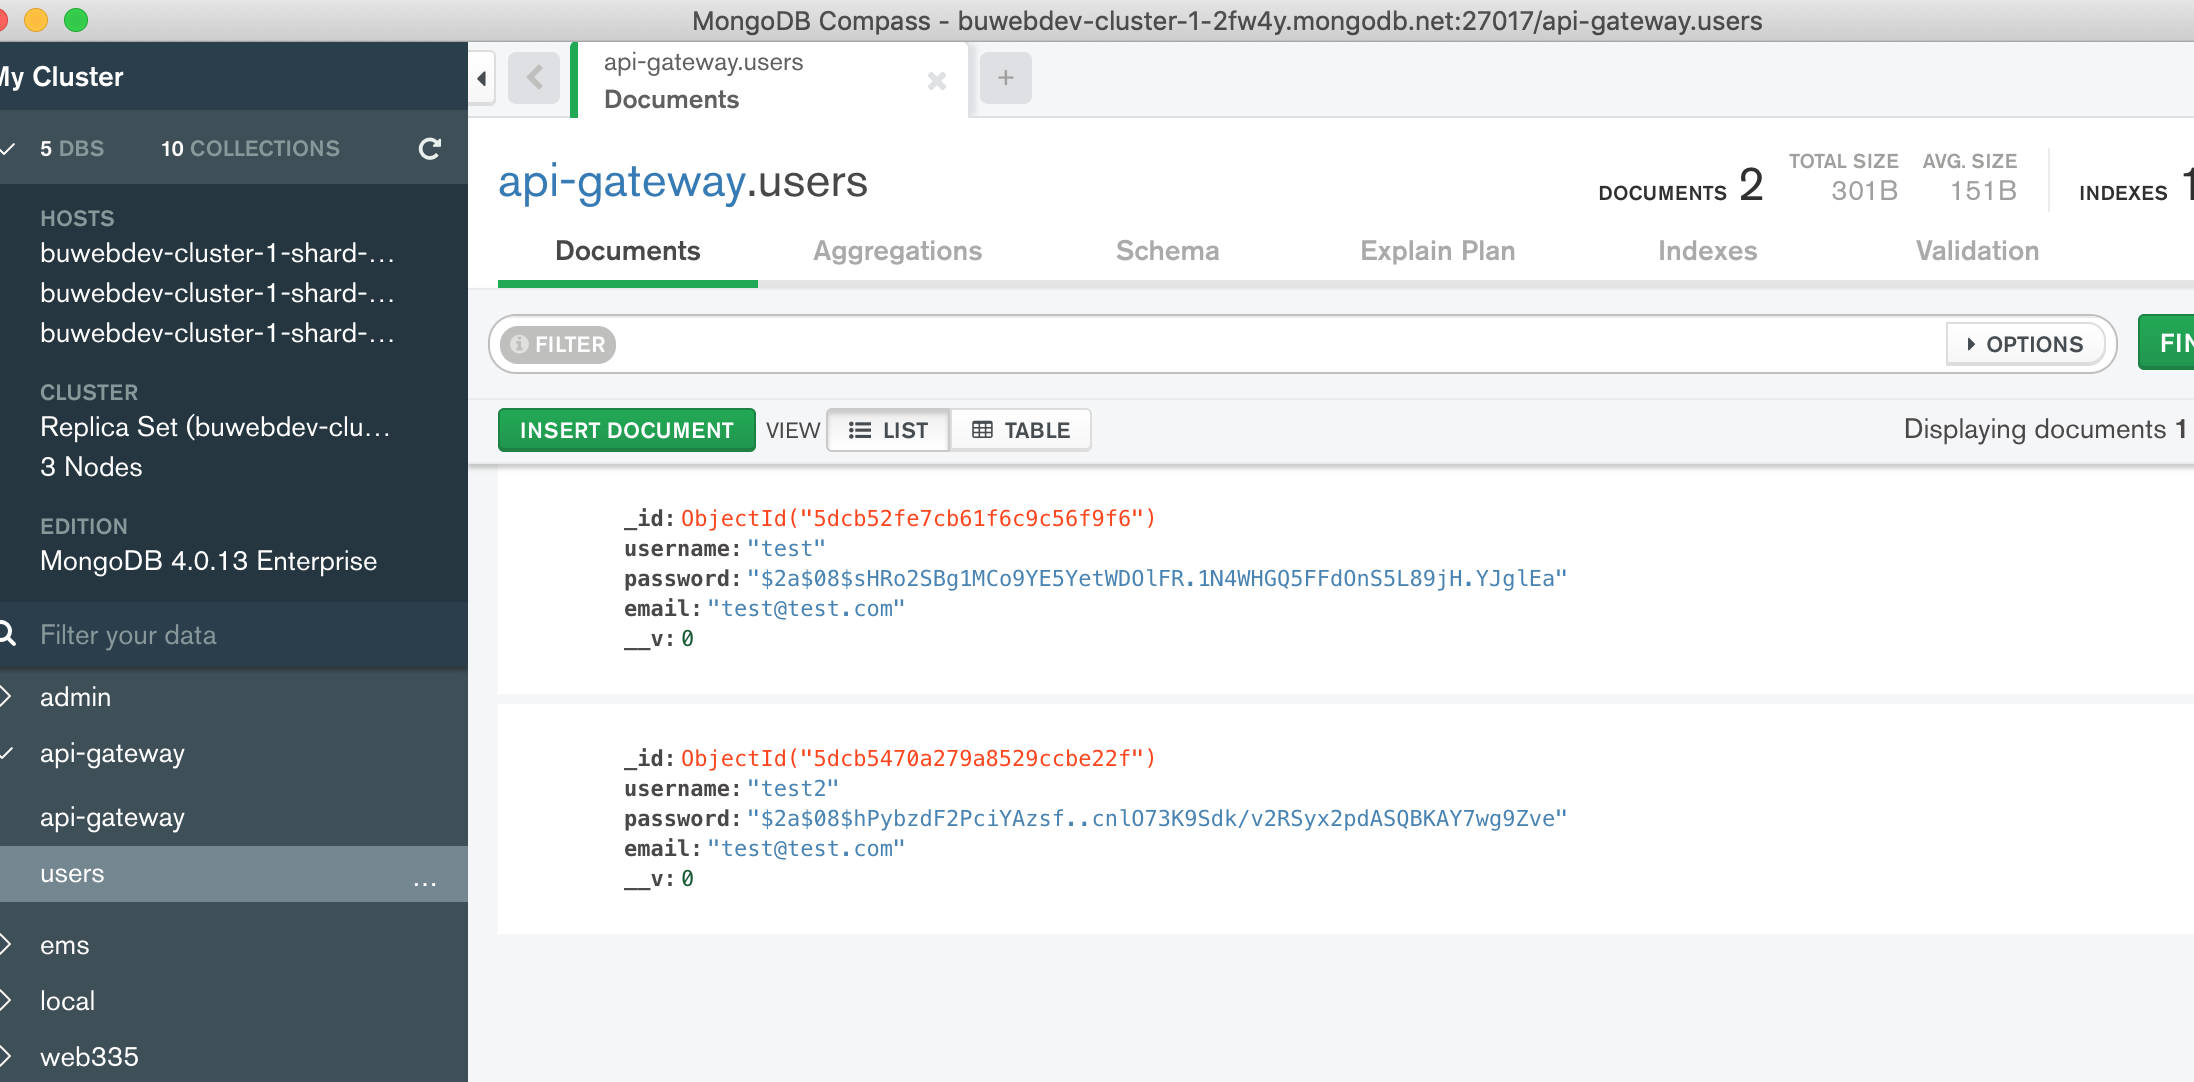 MongoDB Compass - buwebdev-cluster-1-2fw4y.mongodb.net:27017/api-gateway.users
My Cluster
5 DBS 10 COLLECTIONS
HOSTS
buwebdev-cluster-1-shard-...
buwebdev-cluster-1-shard-...
buwebdev-cluster-1-shard-...
CLUSTER
Replica Set (buwebdev-clu...
3 Nodes
EDITION
MongoDB 4.0.13 Enterprise
Filter your data
admin
api-gateway
api-gateway
users ...
ems
local
web335
api-gateway.users
Documents
api-gateway.users
DOCUMENTS 2 TOTAL SIZE 301B AVG. SIZE 151B INDEXES 1
Documents Aggregations Schema Explain Plan Indexes Validation
FILTER OPTIONS FIN
INSERT DOCUMENT VIEW LIST TABLE Displaying documents 1
_id: ObjectId("5dcb52fe7cb61f6c9c56f9f6")
username: "test"
password: "$2a$08$sHRo2SBg1MCo9YE5YetWDOlFR.1N4WHGQ5FFdOnS5L89jH.YJglEa"
email: "test@test.com"
__v: 0
_id: ObjectId("5dcb5470a279a8529ccbe22f")
username: "test2"
password: "$2a$08$hPybzdF2PciYAzsf..cnlO73K9Sdk/v2RSyx2pdASQBKAY7wg9Zve"
email: "test@test.com"
__v: 0